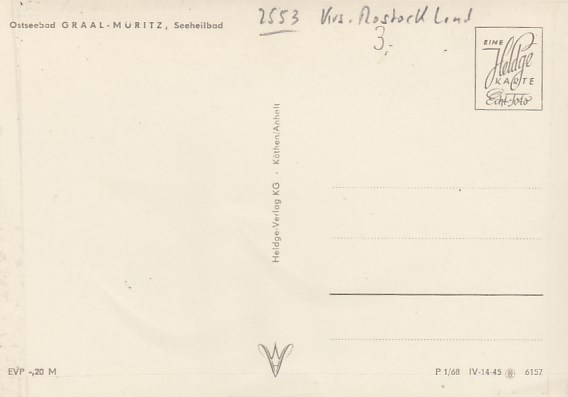 2553 Krs. Rostock Land
3,-
Ostseebad GRAAL-MÜRITZ, Seeheilbad
EINE
Heldge
KARTE
Echt Foto
Heldge-Verlag KG · Köthen/Anhalt
EVP -,20 M
P 1/68 IV-14-45 6157